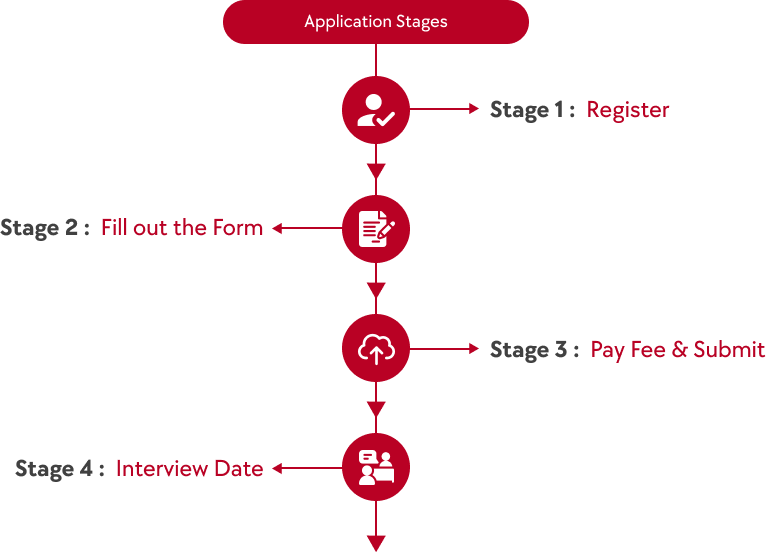 Application Stages
Stage 1 : Register
Stage 2 : Fill out the Form
Stage 3 : Pay Fee & Submit
Stage 4 : Interview Date